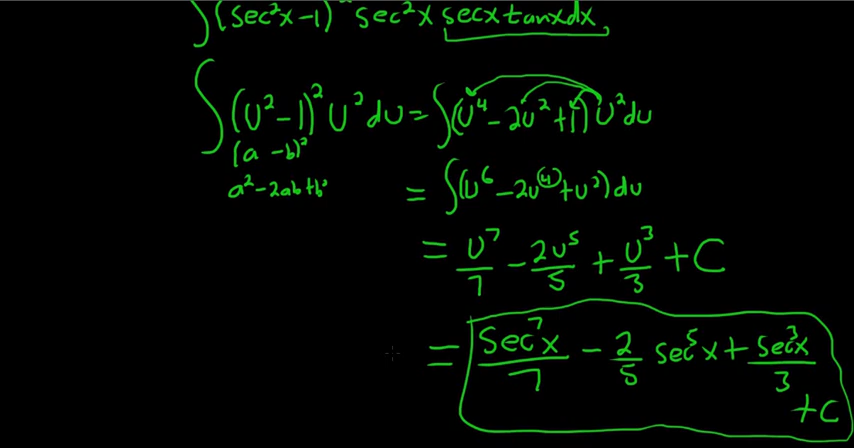 ∫(sec²x-1)² sec²x secx tanx dx
∫(U²-1)² U² du = ∫(U⁴-2U²+1)U² du
(a-b)²
a²-2ab+b²
= ∫(U⁶-2U⁴+U²) du
= U⁷/7 - 2U⁵/5 + U³/3 + C
= sec⁷x/7 - 2/5 sec⁵x + sec³x/3
+C